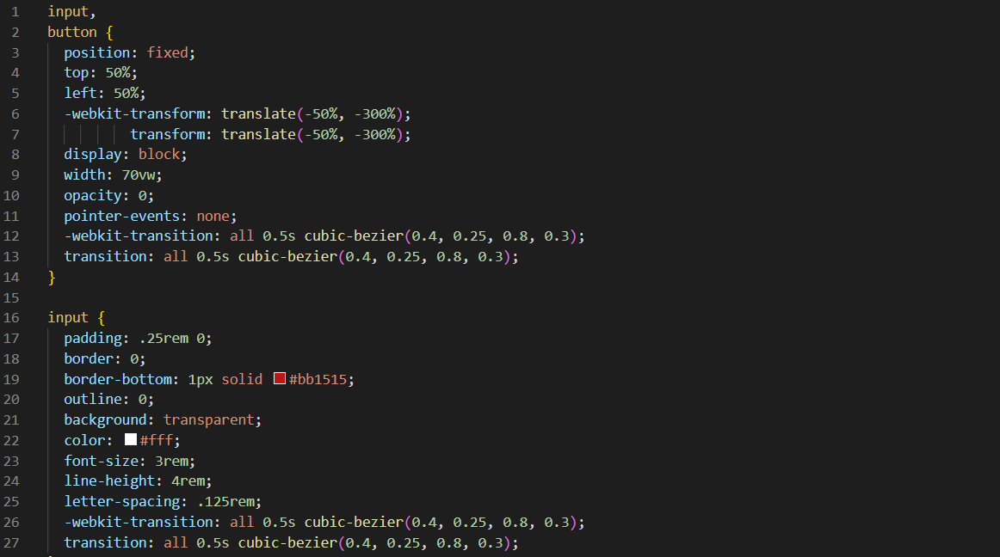 1 input,
2 button {
3 position: fixed;
4 top: 50%;
5 left: 50%;
6 -webkit-transform: translate(-50%, -300%);
7 transform: translate(-50%, -300%);
8 display: block;
9 width: 70vw;
10 opacity: 0;
11 pointer-events: none;
12 -webkit-transition: all 0.5s cubic-bezier(0.4, 0.25, 0.8, 0.3);
13 transition: all 0.5s cubic-bezier(0.4, 0.25, 0.8, 0.3);
14 }
15
16 input {
17 padding: .25rem 0;
18 border: 0;
19 border-bottom: 1px solid #bb1515;
20 outline: 0;
21 background: transparent;
22 color: #fff;
23 font-size: 3rem;
24 line-height: 4rem;
25 letter-spacing: .125rem;
26 -webkit-transition: all 0.5s cubic-bezier(0.4, 0.25, 0.8, 0.3);
27 transition: all 0.5s cubic-bezier(0.4, 0.25, 0.8, 0.3);